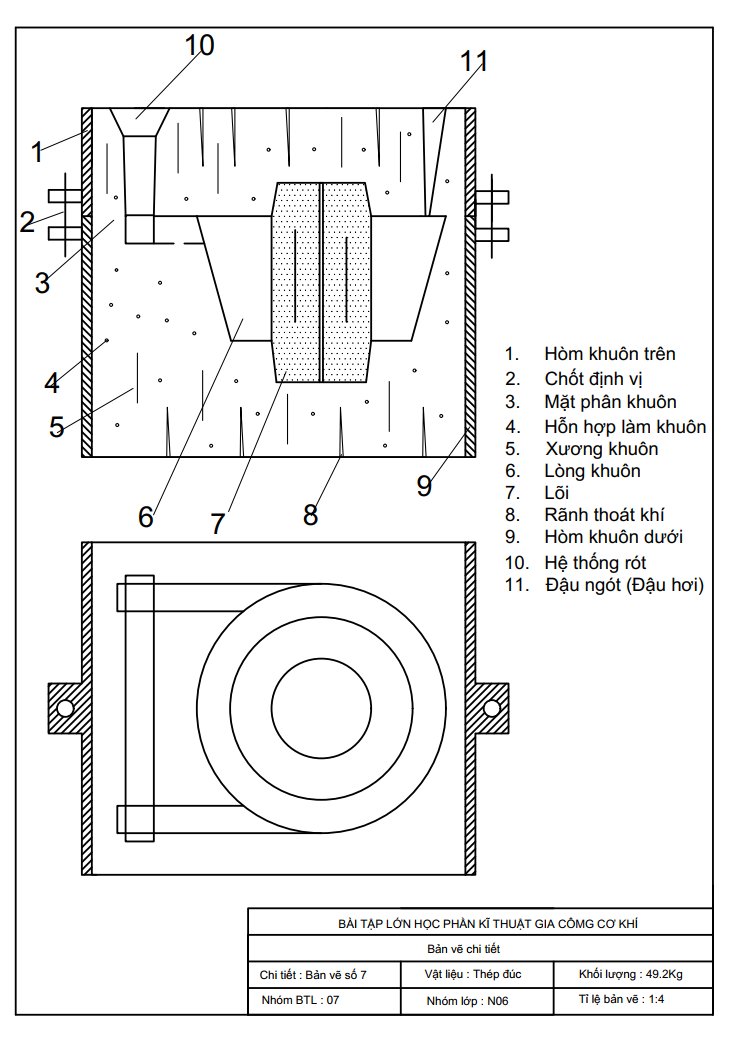 10
11
1
2
3
4
5
6
7
8
9
1. Hòm khuôn trên
2. Chốt định vị
3. Mặt phân khuôn
4. Hỗn hợp làm khuôn
5. Xương khuôn
6. Lòng khuôn
7. Lõi
8. Rãnh thoát khí
9. Hòm khuôn dưới
10. Hệ thống rót
11. Đậu ngót (Đậu hơi)
BÀI TẬP LỚN HỌC PHẦN KĨ THUẬT GIA CÔMG CƠ KHÍ
Bản vẽ chi tiết
Chi tiết : Bản vẽ số 7
Vật liệu : Thép đúc
Khối lượng : 49.2Kg
Nhóm BTL : 07
Nhóm lớp : N06
Tỉ lệ bản vẽ : 1:4